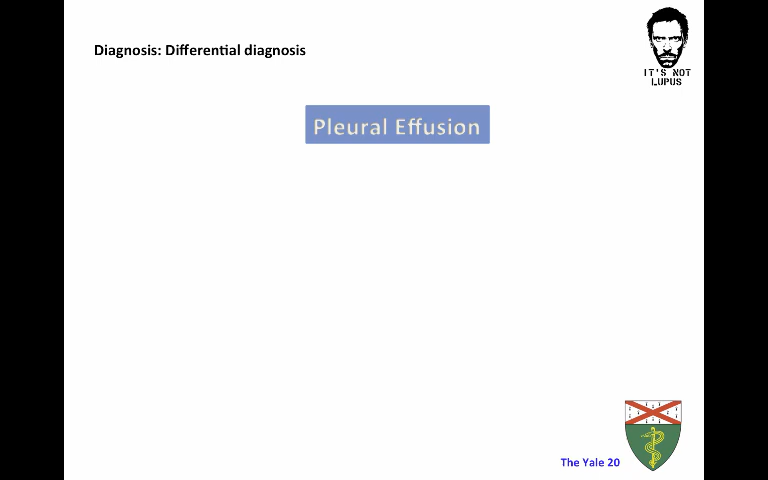 Diagnosis: Differential diagnosis
IT'S NOT
LUPUS
Pleural Effusion
The Yale 20